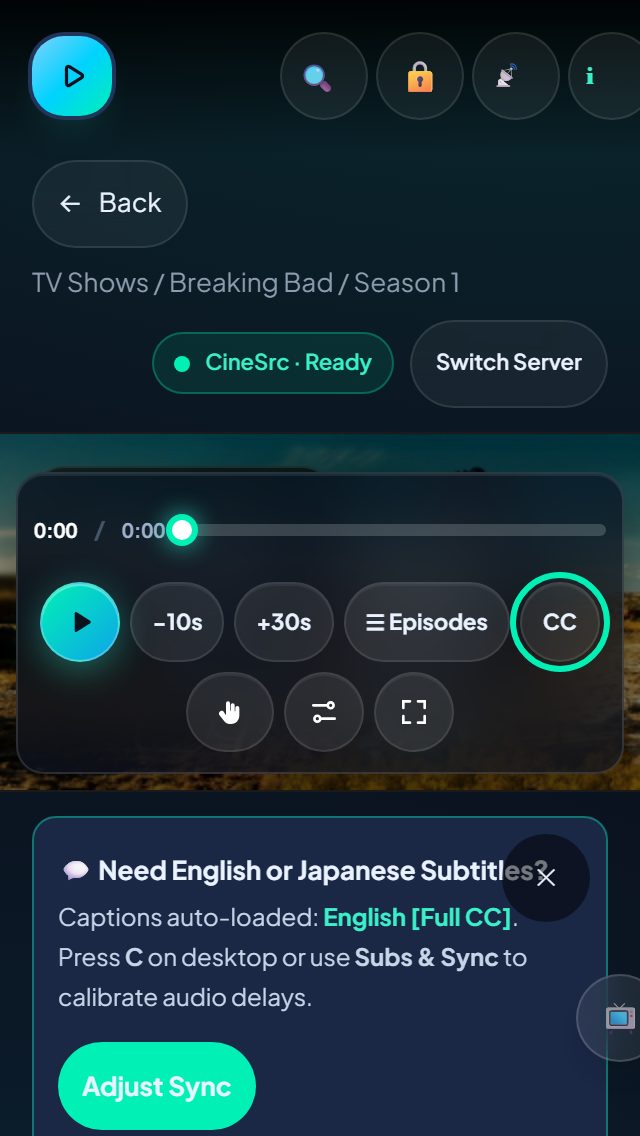 i
← Back
TV Shows / Breaking Bad / Season 1
CineSrc · Ready
Switch Server
0:00 / 0:00
-10s
+30s
☰ Episodes
CC
Need English or Japanese Subtitles?
Captions auto-loaded: English [Full CC].
Press C on desktop or use Subs & Sync to
calibrate audio delays.
Adjust Sync